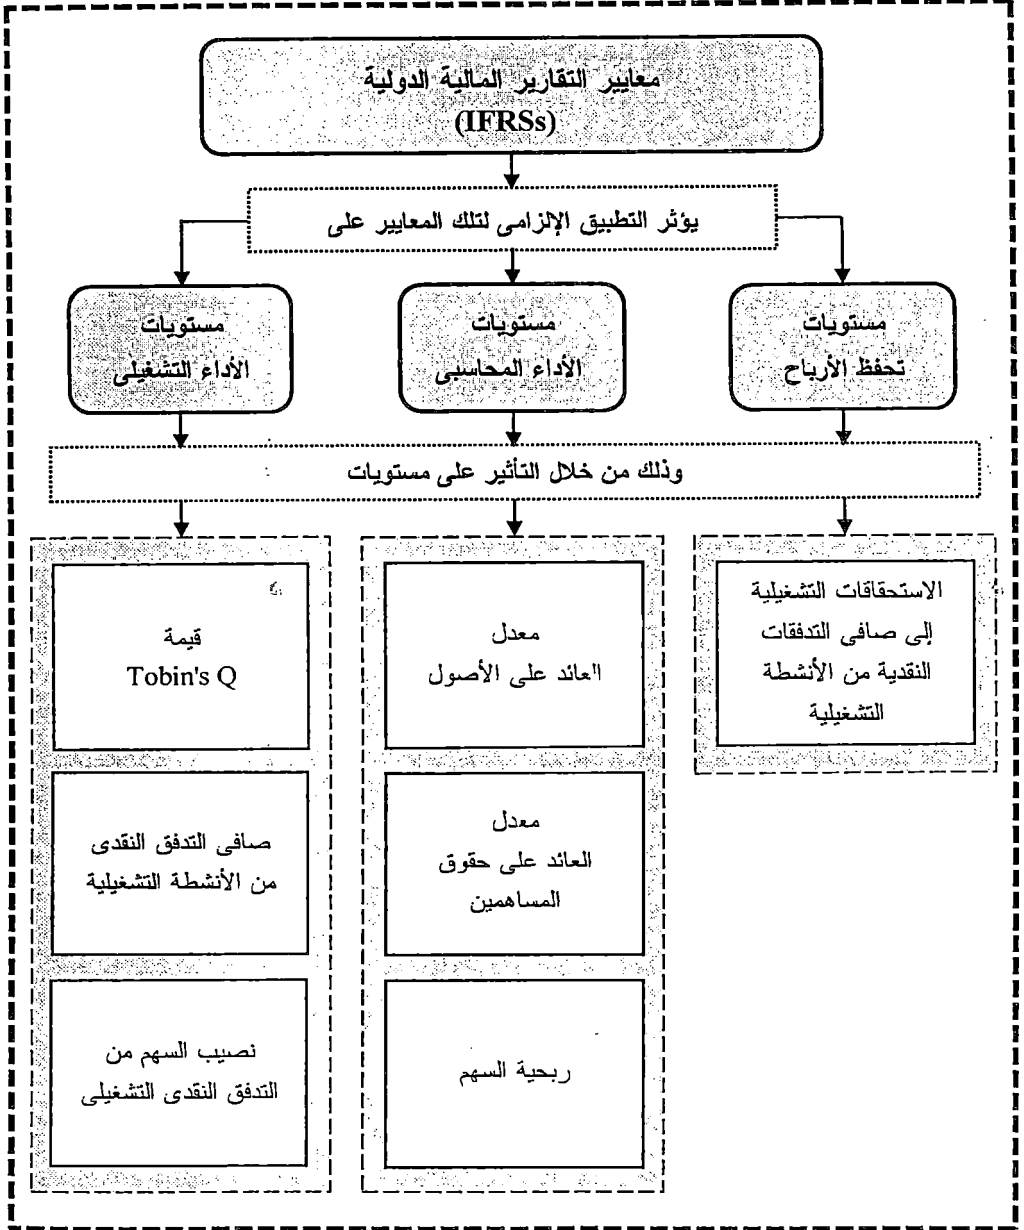 معايير التقارير المالية الدولية
(IFRSs)
يؤثر التطبيق الإلزامى لتلك المعايير على
مستويات
تحفظ الأرباح
مستويات
الأداء المحاسبى
مستويات
الأداء التشغيلى
وذلك من خلال التأثير على مستويات
الاستحقاقات التشغيلية
إلى صافى التدفقات
النقدية من الأنشطة
التشغيلية
معدل
العائد على الأصول
معدل
العائد على حقوق
المساهمين
ربحية السهم
قيمة
Tobin's Q
صافى التدفق النقدى
من الأنشطة التشغيلية
نصيب السهم من
التدفق النقدى التشغيلى